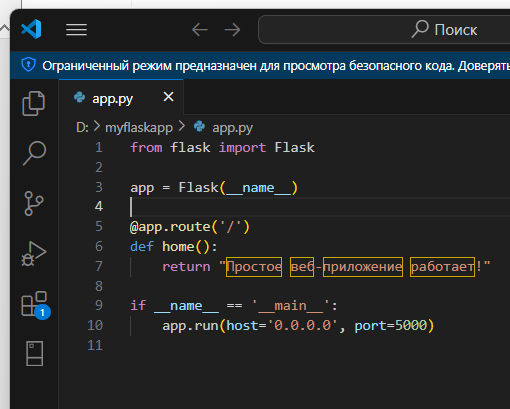 Поиск
Ограниченный режим предназначен для просмотра безопасного кода. Доверять
app.py
D: > myflaskapp > app.py
1 from flask import Flask
2
3 app = Flask(__name__)
4
5 @app.route('/')
6 def home():
7 return "Простое веб-приложение работает!"
8
9 if __name__ == '__main__':
10 app.run(host='0.0.0.0', port=5000)
11
1